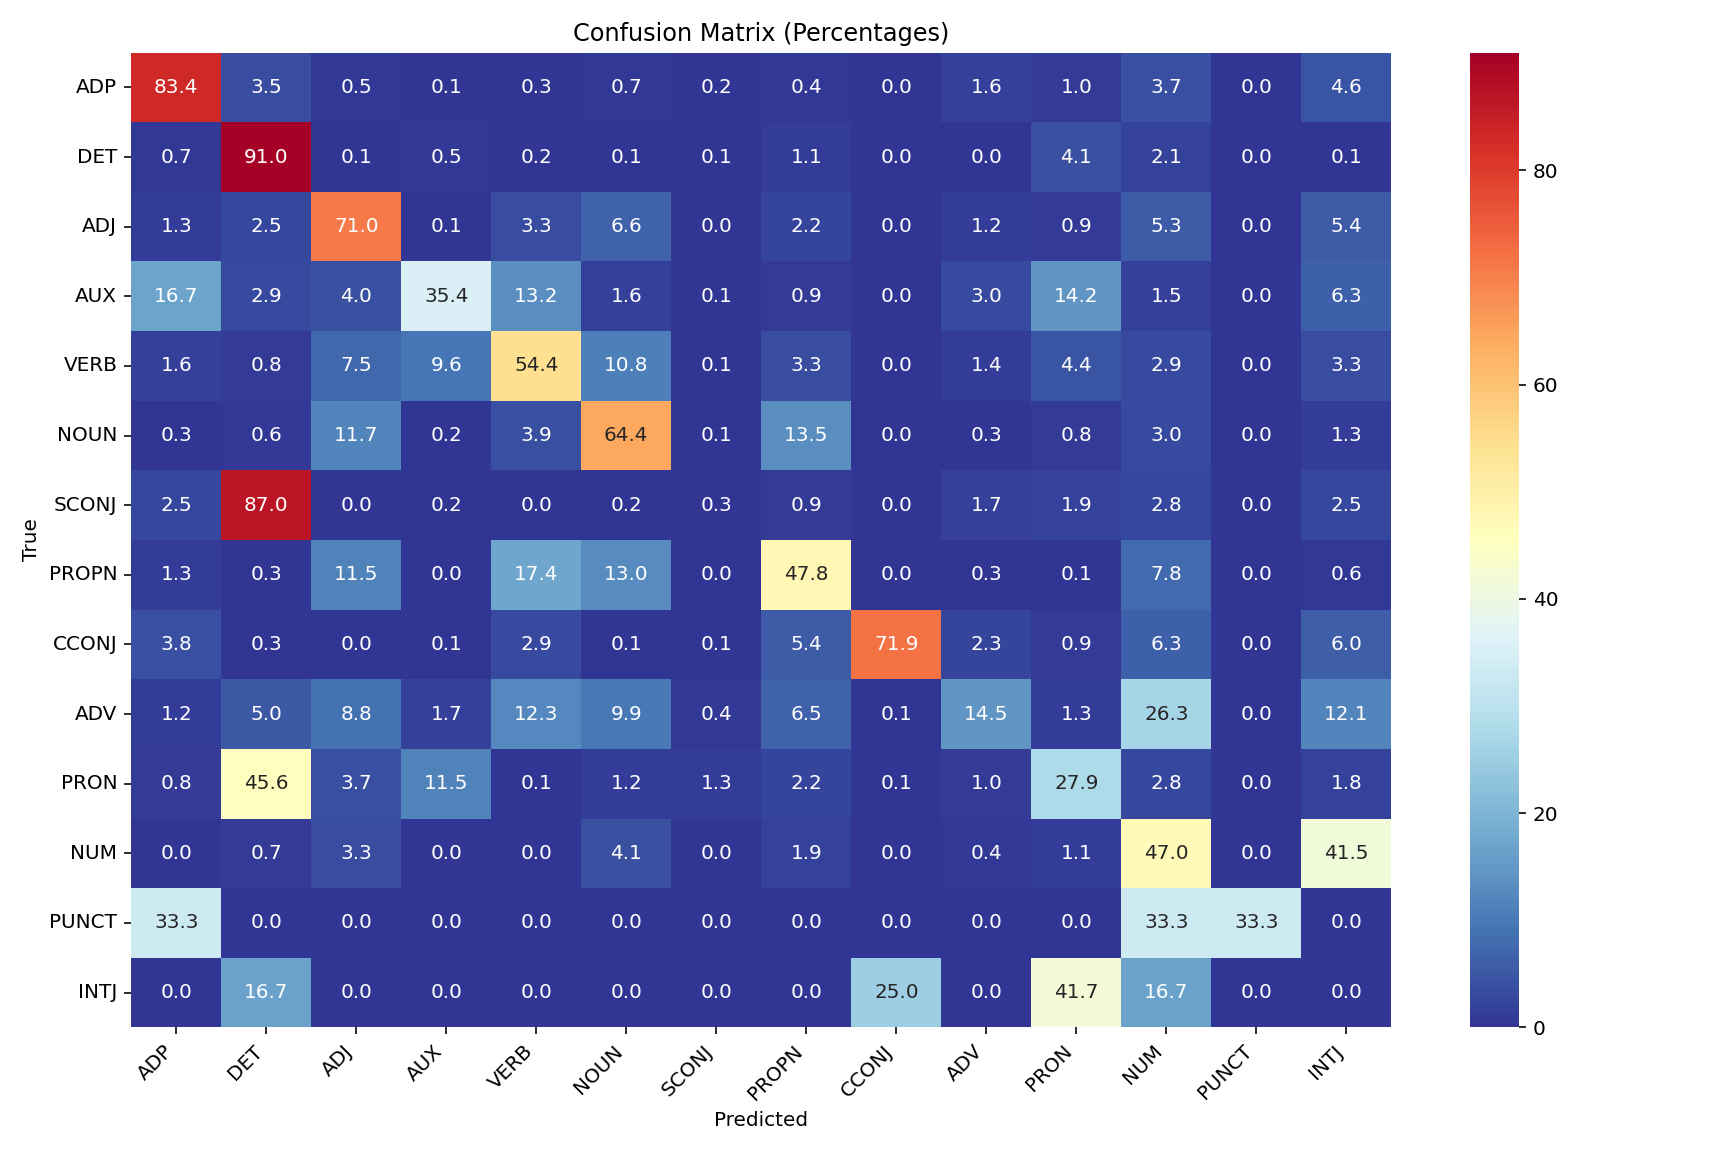 Confusion Matrix (Percentages)
ADP 83.4 3.5 0.5 0.1 0.3 0.7 0.2 0.4 0.0 1.6 1.0 3.7 0.0 4.6
DET 0.7 91.0 0.1 0.5 0.2 0.1 0.1 1.1 0.0 0.0 4.1 2.1 0.0 0.1
ADJ 1.3 2.5 71.0 0.1 3.3 6.6 0.0 2.2 0.0 1.2 0.9 5.3 0.0 5.4
AUX 16.7 2.9 4.0 35.4 13.2 1.6 0.1 0.9 0.0 3.0 14.2 1.5 0.0 6.3
VERB 1.6 0.8 7.5 9.6 54.4 10.8 0.1 3.3 0.0 1.4 4.4 2.9 0.0 3.3
NOUN 0.3 0.6 11.7 0.2 3.9 64.4 0.1 13.5 0.0 0.3 0.8 3.0 0.0 1.3
SCONJ 2.5 87.0 0.0 0.2 0.0 0.2 0.3 0.9 0.0 1.7 1.9 2.8 0.0 2.5
PROPN 1.3 0.3 11.5 0.0 17.4 13.0 0.0 47.8 0.0 0.3 0.1 7.8 0.0 0.6
CCONJ 3.8 0.3 0.0 0.1 2.9 0.1 0.1 5.4 71.9 2.3 0.9 6.3 0.0 6.0
ADV 1.2 5.0 8.8 1.7 12.3 9.9 0.4 6.5 0.1 14.5 1.3 26.3 0.0 12.1
PRON 0.8 45.6 3.7 11.5 0.1 1.2 1.3 2.2 0.1 1.0 27.9 2.8 0.0 1.8
NUM 0.0 0.7 3.3 0.0 0.0 4.1 0.0 1.9 0.0 0.4 1.1 47.0 0.0 41.5
PUNCT 33.3 0.0 0.0 0.0 0.0 0.0 0.0 0.0 0.0 0.0 0.0 33.3 33.3 0.0
INTJ 0.0 16.7 0.0 0.0 0.0 0.0 0.0 0.0 25.0 0.0 41.7 16.7 0.0 0.0
ADP DET ADJ AUX VERB NOUN SCONJ PROPN CCONJ ADV PRON NUM PUNCT INTJ
Predicted
True
80
60
40
20
0